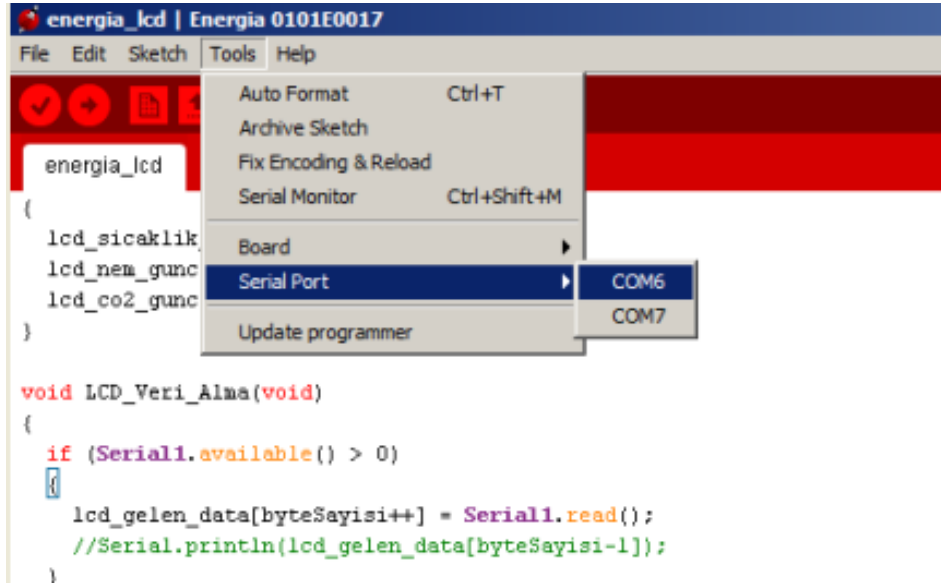 energia_lcd | Energia 0101E0017
File Edit Sketch Tools Help
Auto Format Ctrl+T
Archive Sketch
Fix Encoding & Reload
Serial Monitor Ctrl+Shift+M
Board
Serial Port
COM6
COM7
Update programmer
energia_lcd
{
lcd_sicaklik_
lcd_nem_gunc
lcd_co2_gunc
}
void LCD_Veri_Alma(void)
{
if (Serial1.available() > 0)
{
lcd_gelen_data[byteSayisi++] = Serial1.read();
//Serial.println(lcd_gelen_data[byteSayisi-1]);
}